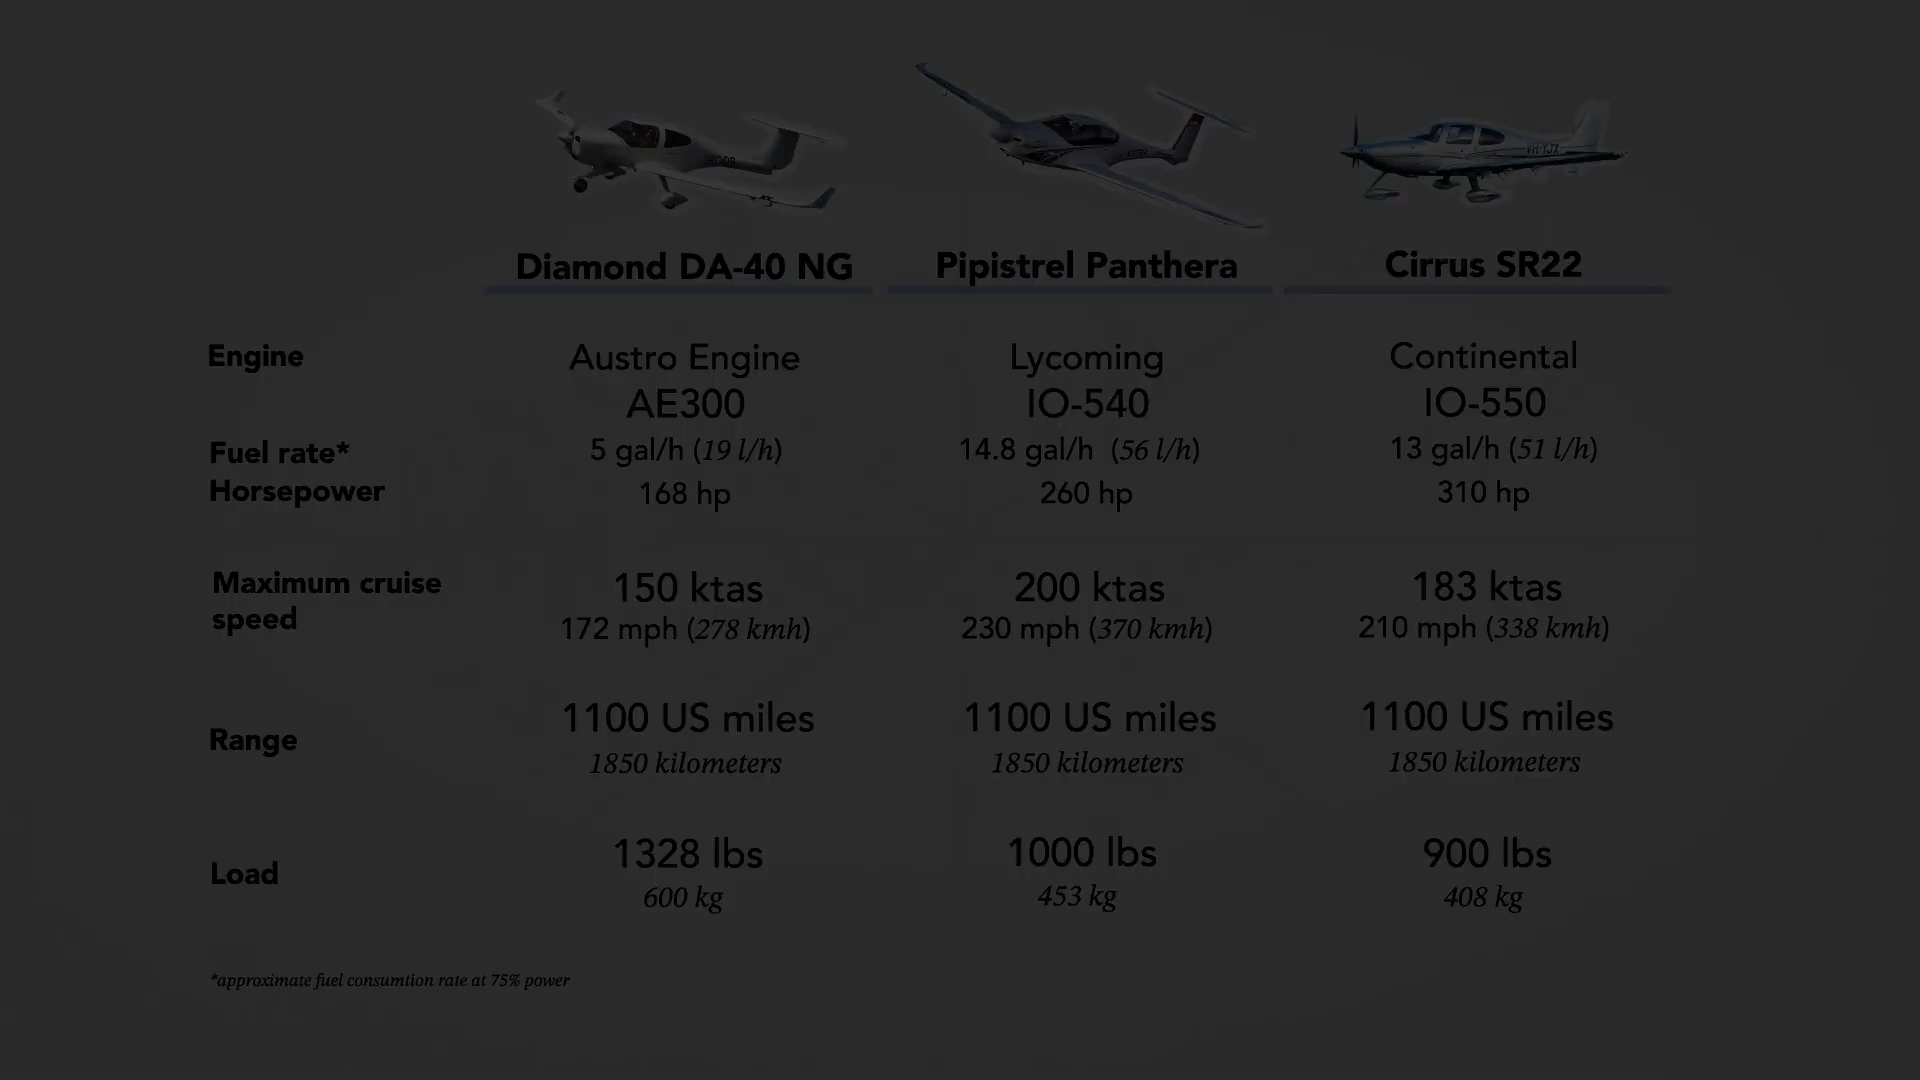 Diamond DA-40 NG Pipistrel Panthera Cirrus SR22
Engine Austro Engine Lycoming Continental
AE300 IO-540 IO-550
Fuel rate* 5 gal/h (19 l/h) 14.8 gal/h (56 l/h) 13 gal/h (51 l/h)
Horsepower 168 hp 260 hp 310 hp
Maximum cruise 150 ktas 200 ktas 183 ktas
speed 172 mph (278 kmh) 230 mph (370 kmh) 210 mph (338 kmh)
Range 1100 US miles 1100 US miles 1100 US miles
1850 kilometers 1850 kilometers 1850 kilometers
Load 1328 lbs 1000 lbs 900 lbs
600 kg 453 kg 408 kg
*approximate fuel consumtion rate at 75% power